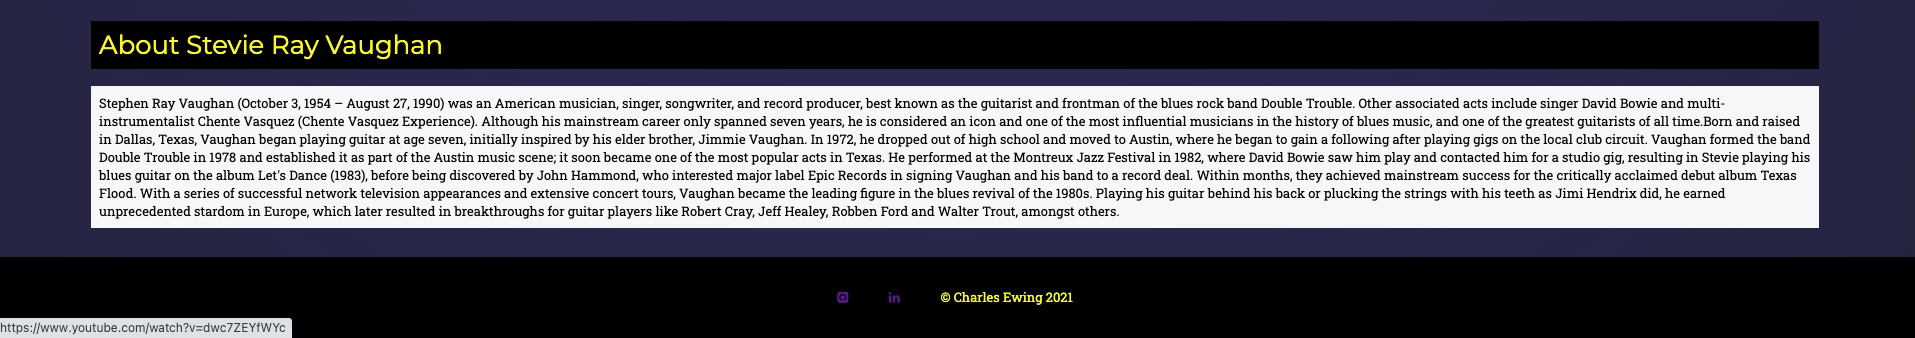 About Stevie Ray Vaughan
Stephen Ray Vaughan (October 3, 1954 – August 27, 1990) was an American musician, singer, songwriter, and record producer, best known as the guitarist and frontman of the blues rock band Double Trouble. Other associated acts include singer David Bowie and multi-
instrumentalist Chente Vasquez (Chente Vasquez Experience). Although his mainstream career only spanned seven years, he is considered an icon and one of the most influential musicians in the history of blues music, and one of the greatest guitarists of all time.Born and raised
in Dallas, Texas, Vaughan began playing guitar at age seven, initially inspired by his elder brother, Jimmie Vaughan. In 1972, he dropped out of high school and moved to Austin, where he began to gain a following after playing gigs on the local club circuit. Vaughan formed the band
Double Trouble in 1978 and established it as part of the Austin music scene; it soon became one of the most popular acts in Texas. He performed at the Montreux Jazz Festival in 1982, where David Bowie saw him play and contacted him for a studio gig, resulting in Stevie playing his
blues guitar on the album Let's Dance (1983), before being discovered by John Hammond, who interested major label Epic Records in signing Vaughan and his band to a record deal. Within months, they achieved mainstream success for the critically acclaimed debut album Texas
Flood. With a series of successful network television appearances and extensive concert tours, Vaughan became the leading figure in the blues revival of the 1980s. Playing his guitar behind his back or plucking the strings with his teeth as Jimi Hendrix did, he earned
unprecedented stardom in Europe, which later resulted in breakthroughs for guitar players like Robert Cray, Jeff Healey, Robben Ford and Walter Trout, amongst others.
in © Charles Ewing 2021
https://www.youtube.com/watch?v=dwc7ZEYfWYc